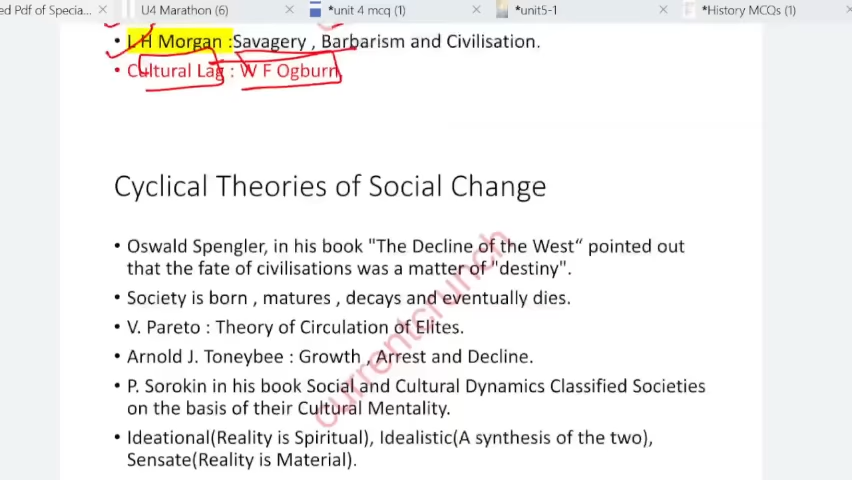 ed Pdf of Specia
U4 Marathon (6)
*unit 4 mcq (1)
*unit5-1
*History MCQs (1)
• L H Morgan :Savagery , Barbarism and Civilisation.
• Cultural Lag : W F Ogburn
Cyclical Theories of Social Change
• Oswald Spengler, in his book "The Decline of the West“ pointed out
that the fate of civilisations was a matter of "destiny".
• Society is born , matures , decays and eventually dies.
• V. Pareto : Theory of Circulation of Elites.
• Arnold J. Toneybee : Growth , Arrest and Decline.
• P. Sorokin in his book Social and Cultural Dynamics Classified Societies
on the basis of their Cultural Mentality.
• Ideational(Reality is Spiritual), Idealistic(A synthesis of the two),
Sensate(Reality is Material).
currentcrunch